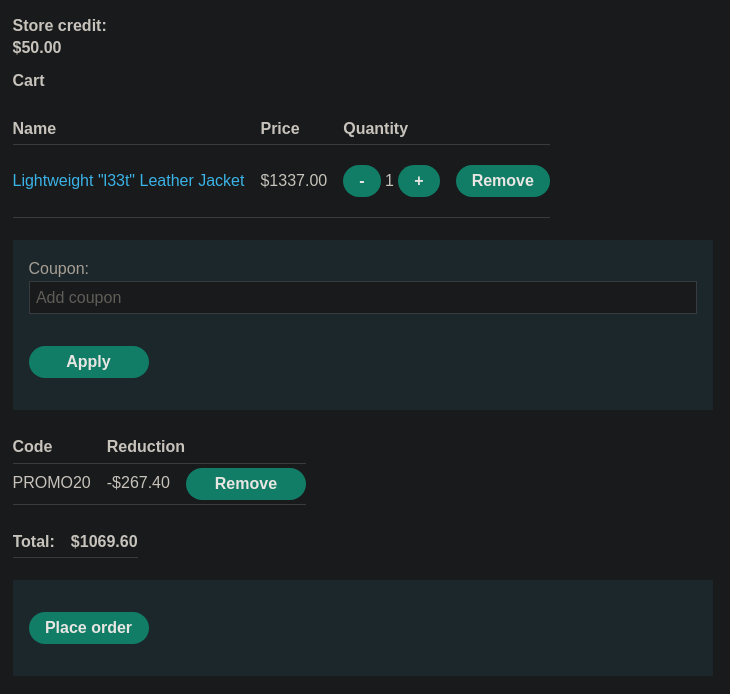 Store credit:
$50.00
Cart
Name Price Quantity
Lightweight "l33t" Leather Jacket $1337.00 - 1 + Remove
Coupon:
Add coupon
Apply
Code Reduction
PROMO20 -$267.40 Remove
Total: $1069.60
Place order